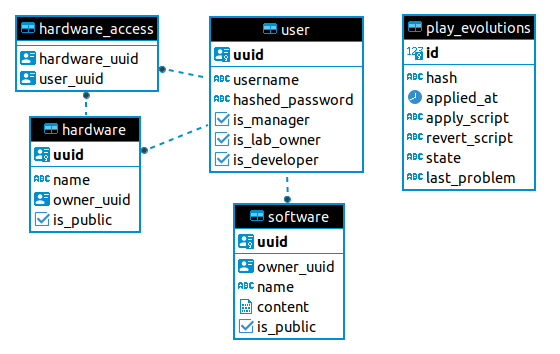 hardware_access
hardware_uuid
user_uuid
user
uuid
username
hashed_password
is_manager
is_lab_owner
is_developer
play_evolutions
id
hash
applied_at
apply_script
revert_script
state
last_problem
hardware
uuid
name
owner_uuid
is_public
software
uuid
owner_uuid
name
content
is_public